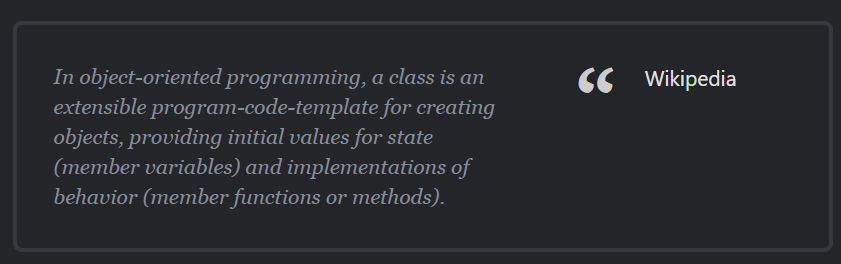 In object-oriented programming, a class is an
extensible program-code-template for creating
objects, providing initial values for state
(member variables) and implementations of
behavior (member functions or methods).
“ Wikipedia